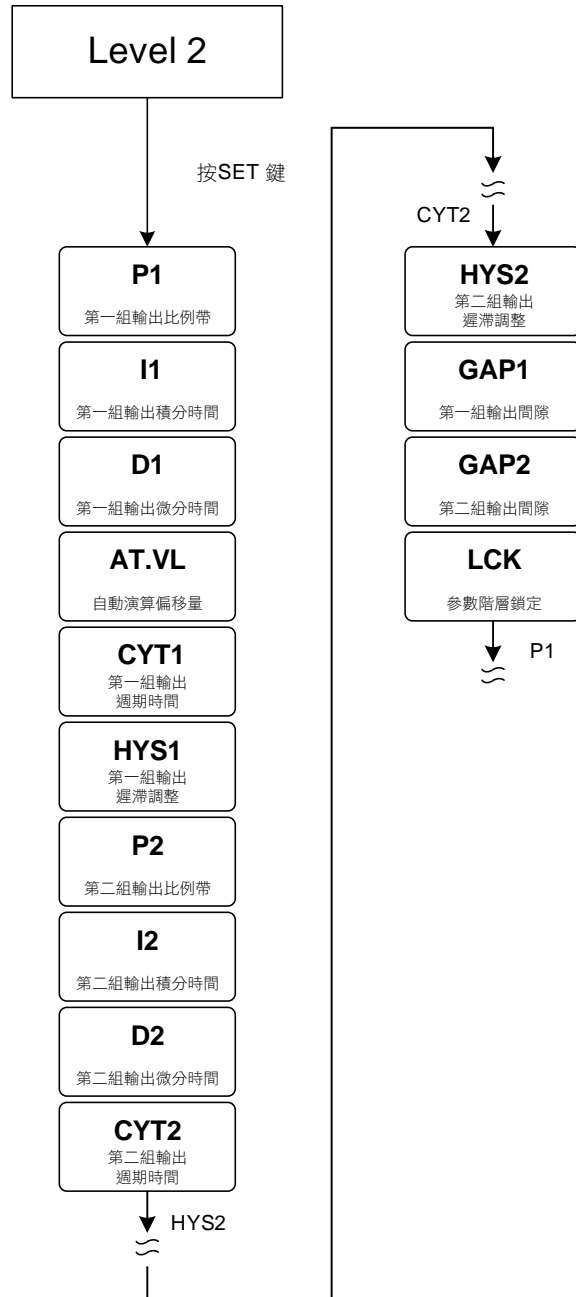 Level 2
按SET 鍵
P1
第一組輸出比例帶
I1
第一組輸出積分時間
D1
第一組輸出微分時間
AT.VL
自動演算偏移量
CYT1
第一組輸出
週期時間
HYS1
第一組輸出
遲滯調整
P2
第二組輸出比例帶
I2
第二組輸出積分時間
D2
第二組輸出微分時間
CYT2
第二組輸出
週期時間
HYS2
CYT2
HYS2
第二組輸出
遲滯調整
GAP1
第一組輸出間隙
GAP2
第二組輸出間隙
LCK
參數階層鎖定
P1